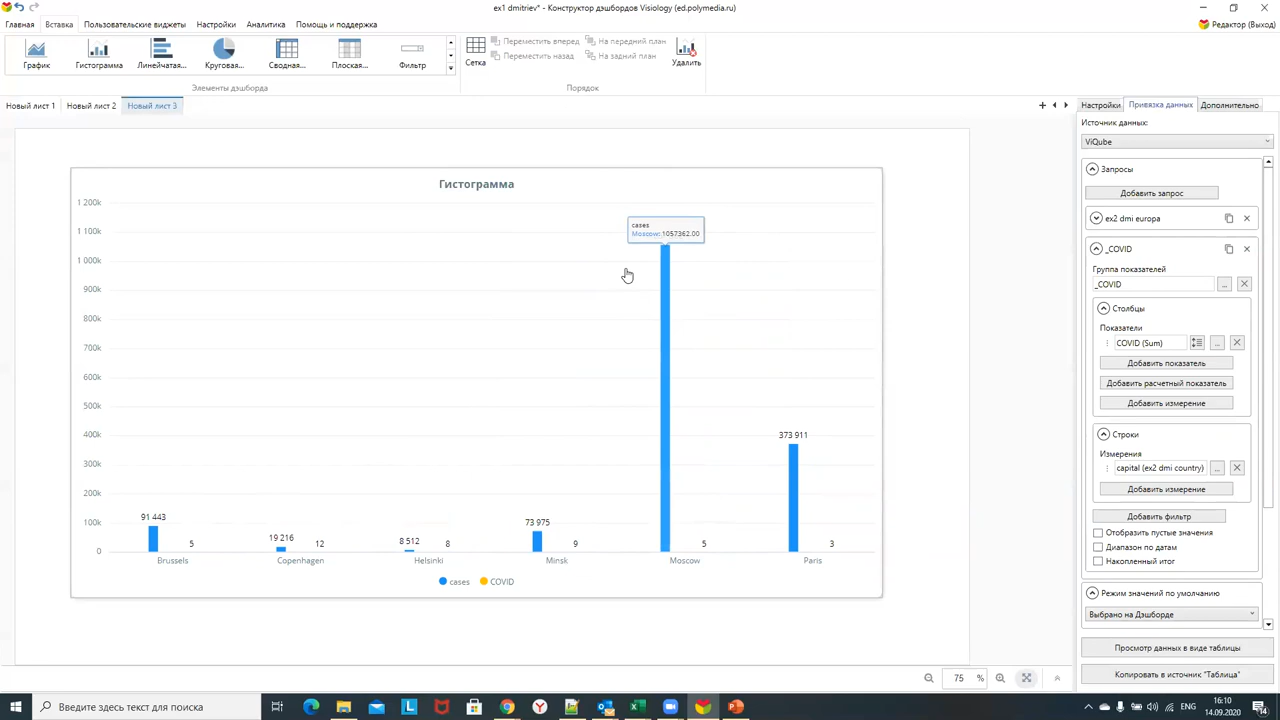 ex1 dmitriev* - Конструктор дэшбордов Visiology (ed.polymedia.ru)
Главная Вставка Пользовательские виджеты Настройки Аналитика Помощь и поддержка
Редактор (Выход)
График Гистограмма Линейчатая... Круговая... Сводная... Плоская... Фильтр
Сетка
Переместить вперед На передний план
Переместить назад На задний план
Удалить
Элементы дэшборда Порядок
Новый лист 1 Новый лист 2 Новый лист 3
Гистограмма
1 200k
1 100k
1 000k
900k
800k
700k
600k
500k
400k
300k
200k
100k
0
cases
Moscow: 1057362.00
91 443 5
19 216 12
8 512 8
73 975 9
5
373 911 3
Brussels Copenhagen Helsinki Minsk Moscow Paris
cases COVID
Настройки Привязка данных Дополнительно
Источник данных:
ViQube
Запросы
Добавить запрос
ex2 dmi europa
_COVID
Группа показателей
_COVID ...
Столбцы
Показатели
COVID (Sum) ...
Добавить показатель
Добавить расчетный показатель
Добавить измерение
Строки
Измерения
capital (ex2 dmi country) ...
Добавить измерение
Добавить фильтр
Отобразить пустые значения
Диапазон по датам
Накопленный итог
Режим значений по умолчанию
Выбрано на Дэшборде
Просмотр данных в виде таблицы
Копировать в источник "Таблица"
75 %
Введите здесь текст для поиска
РУС
16:10
14.09.2020
14